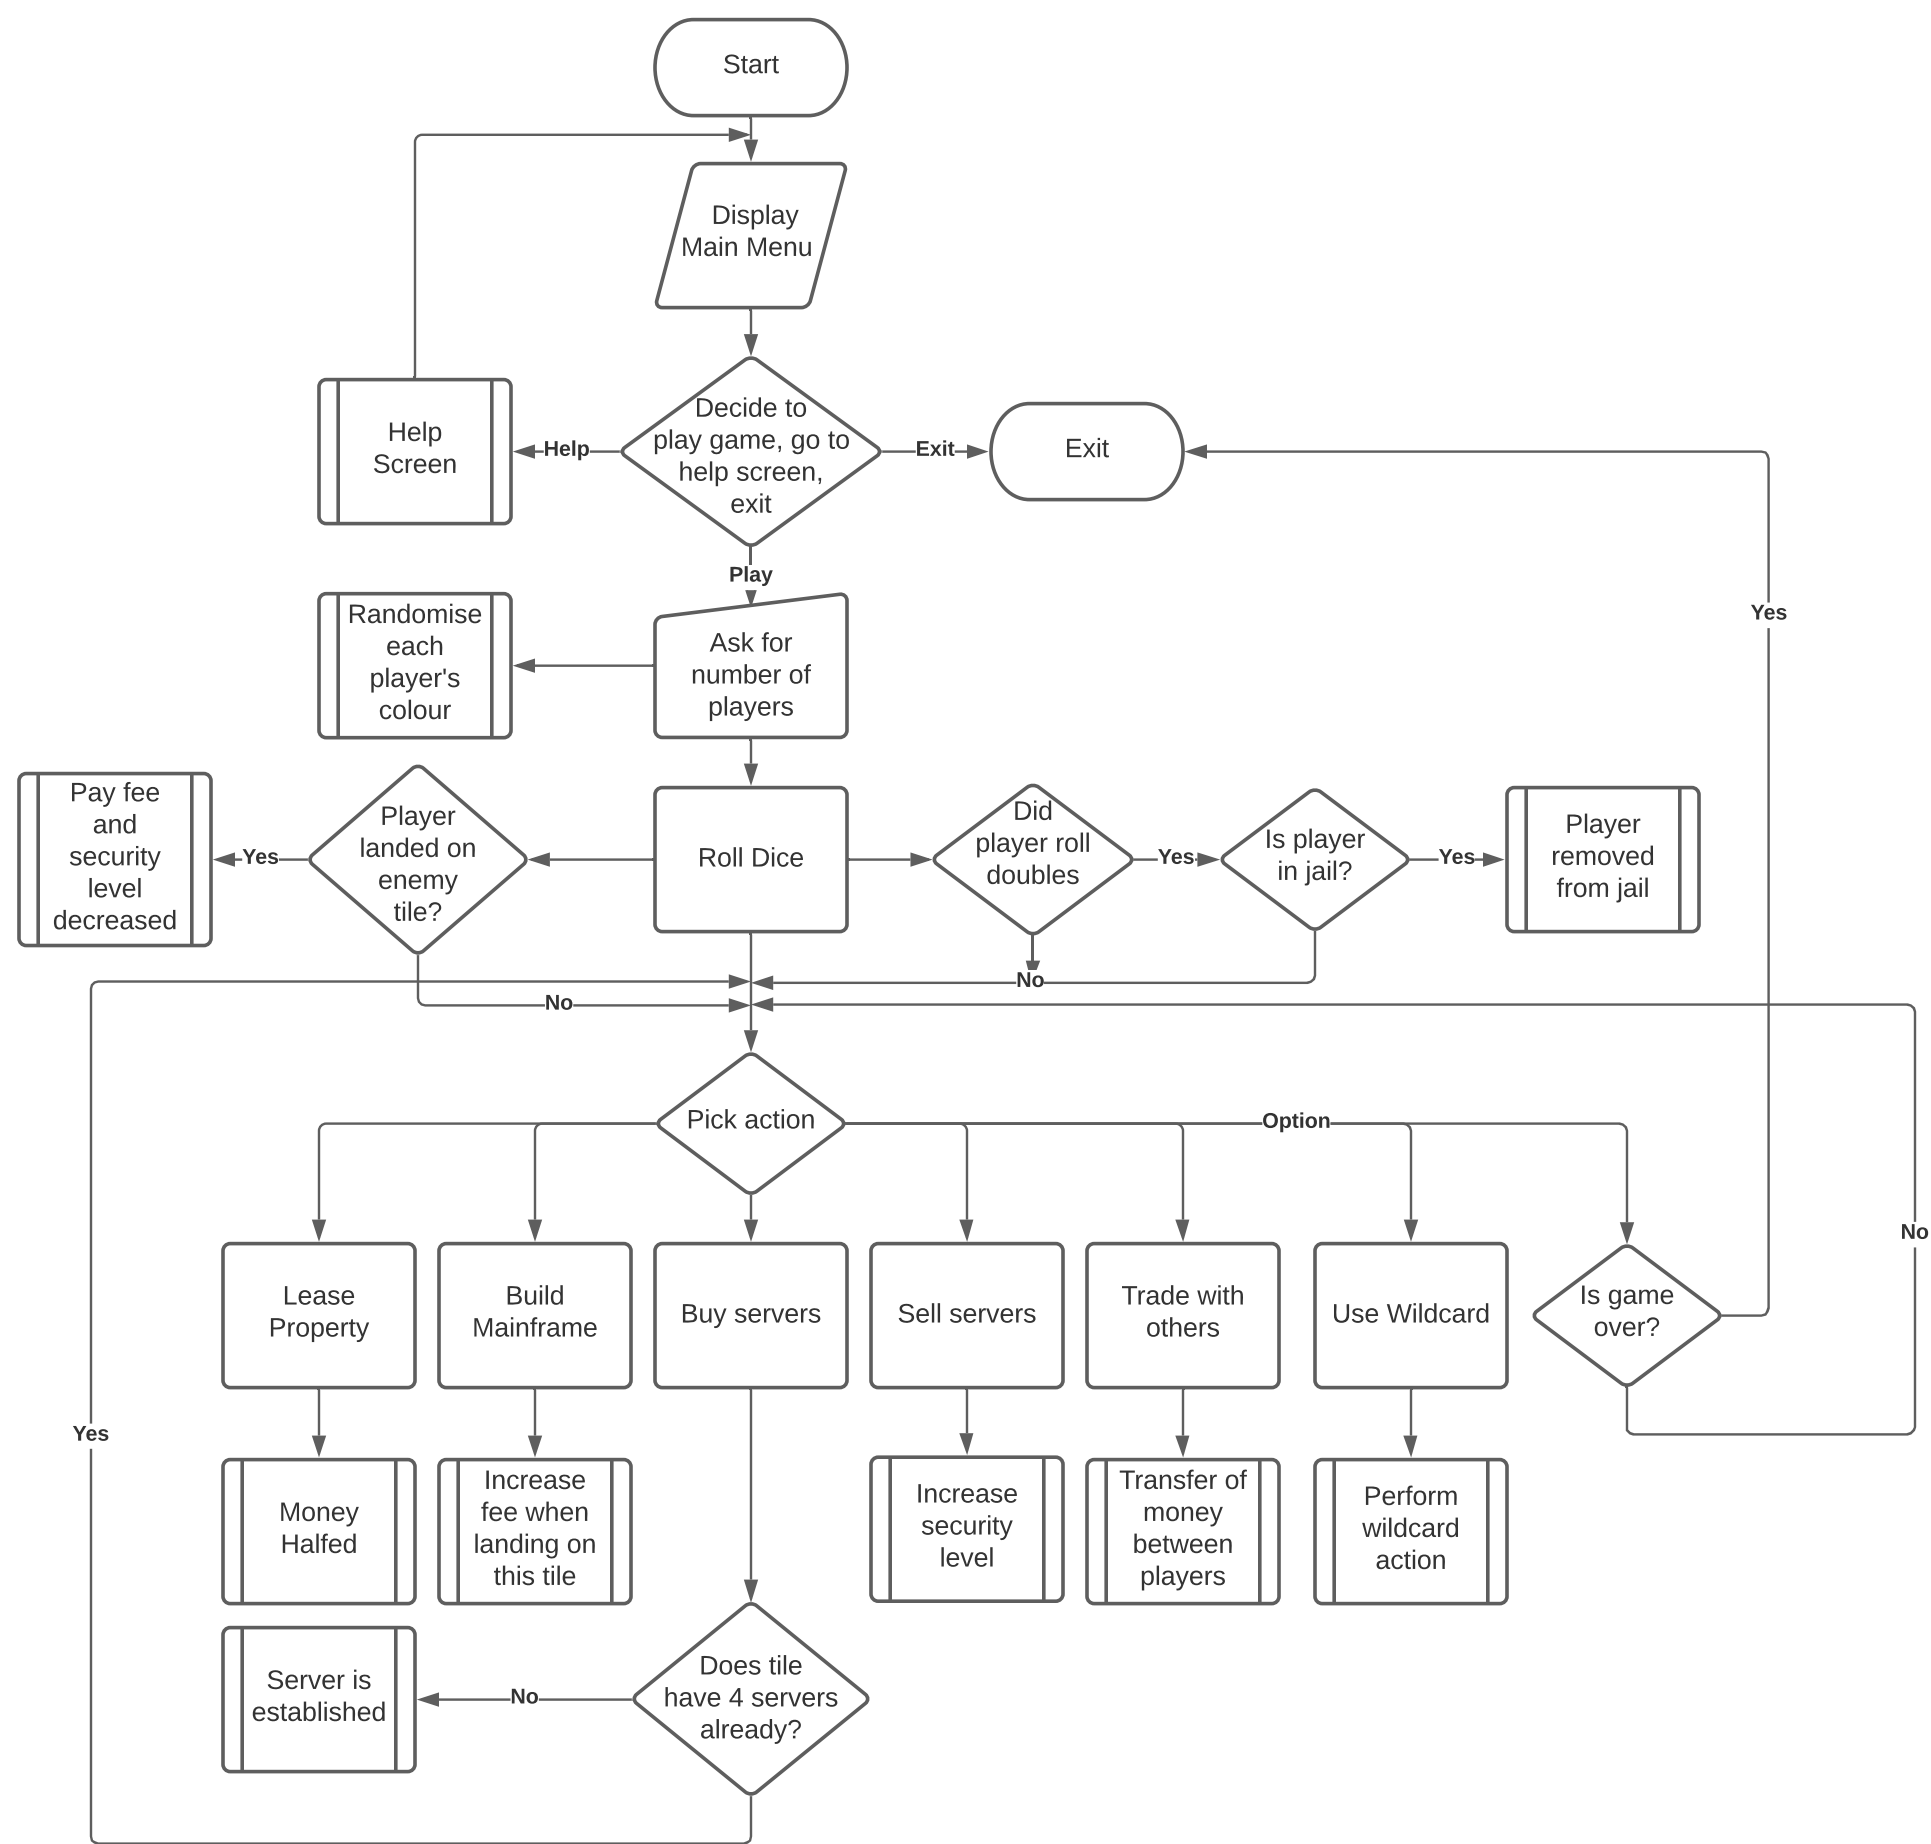 Start
Display
Main Menu
Decide to
play game, go to
help screen,
exit
Help
Help
Screen
Exit
Exit
Play
Yes
Randomise
each
player's
colour
Ask for
number of
players
Pay fee
and
security
level
decreased
Yes
Player
landed on
enemy
tile?
Roll Dice
Did
player roll
doubles
Yes
Is player
in jail?
Yes
Player
removed
from jail
No
No
Pick action
Option
No
Lease
Property
Build
Mainframe
Buy servers
Sell servers
Trade with
others
Use Wildcard
Is game
over?
Yes
Money
Halfed
Increase
fee when
landing on
this tile
Increase
security
level
Transfer of
money
between
players
Perform
wildcard
action
Server is
established
No
Does tile
have 4 servers
already?